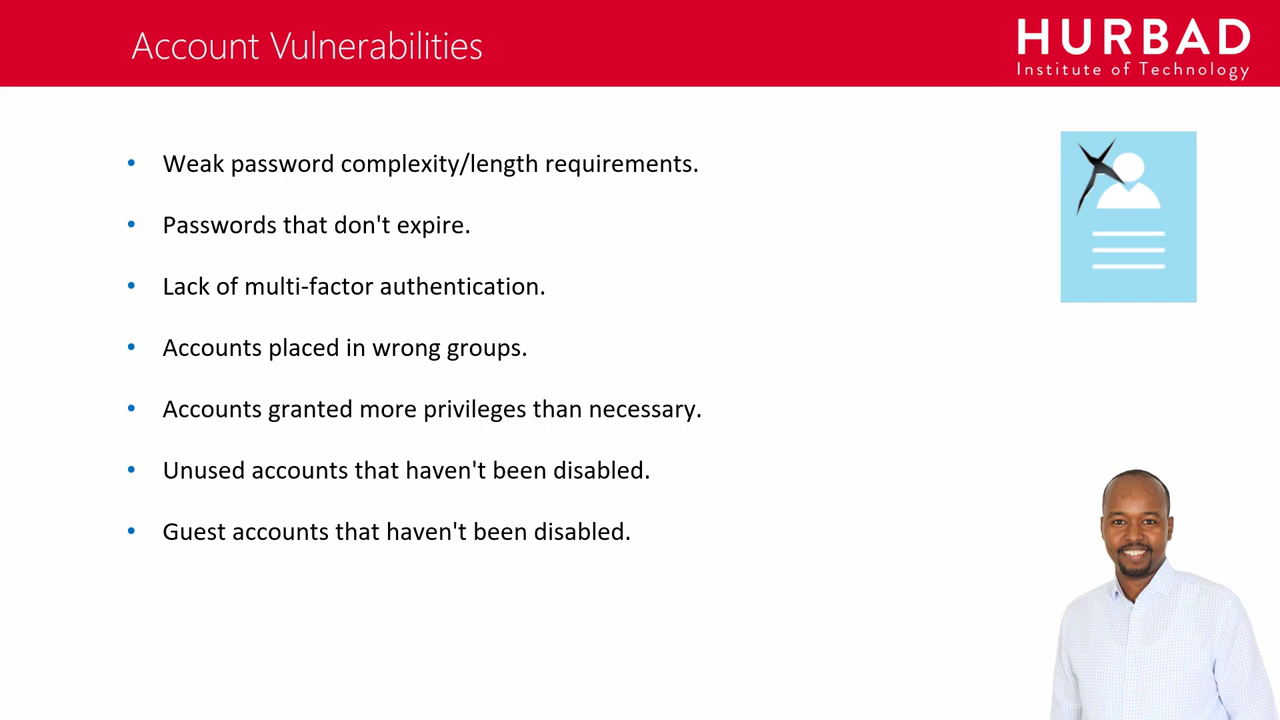 Account Vulnerabilities
HURBAD
Institute of Technology
Weak password complexity/length requirements.
Passwords that don't expire.
Lack of multi-factor authentication.
Accounts placed in wrong groups.
Accounts granted more privileges than necessary.
Unused accounts that haven't been disabled.
Guest accounts that haven't been disabled.